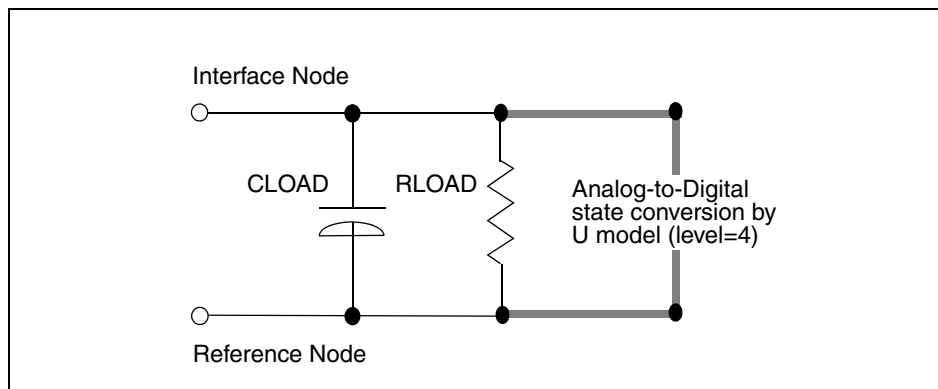 Interface Node
CLOAD
RLOAD
Analog-to-Digital
state conversion by
U model (level=4)
Reference Node